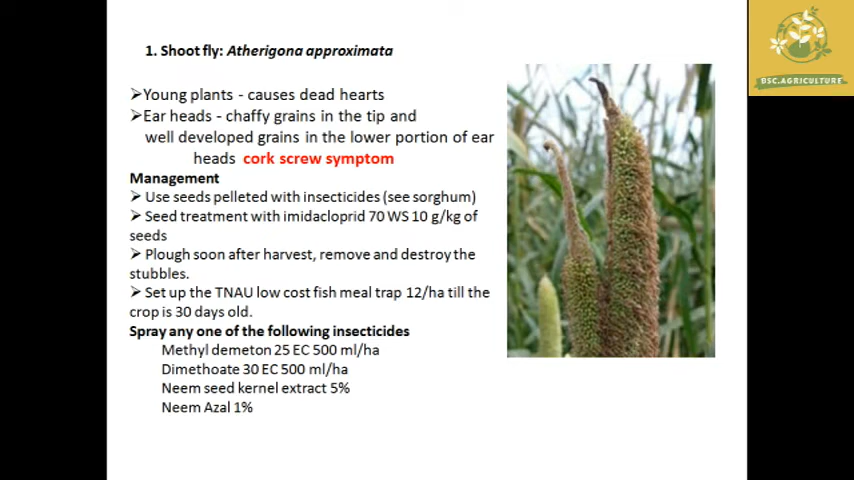 1. Shoot fly: Atherigona approximata
➢Young plants - causes dead hearts
➢Ear heads - chaffy grains in the tip and
well developed grains in the lower portion of ear
heads cork screw symptom
Management
➢ Use seeds pelleted with insecticides (see sorghum)
➢ Seed treatment with imidacloprid 70 WS 10 g/kg of
seeds
➢ Plough soon after harvest, remove and destroy the
stubbles.
➢ Set up the TNAU low cost fish meal trap 12/ha till the
crop is 30 days old.
Spray any one of the following insecticides
Methyl demeton 25 EC 500 ml/ha
Dimethoate 30 EC 500 ml/ha
Neem seed kernel extract 5%
Neem Azal 1%
BSC.AGRICULTURE